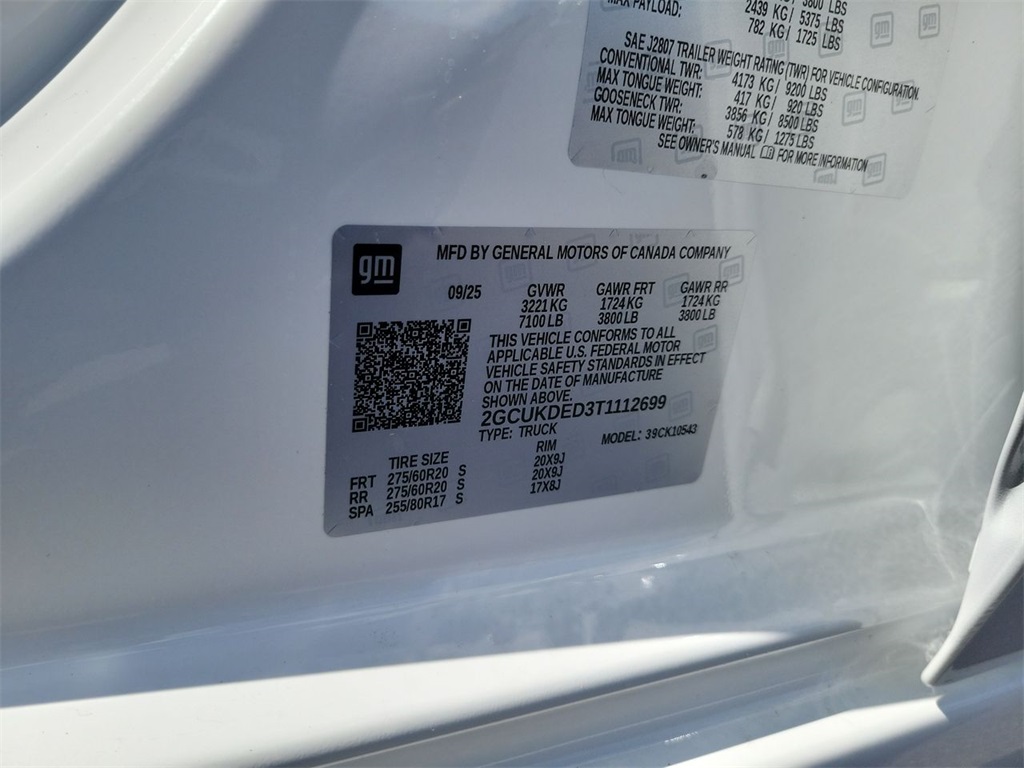 3800 LBS
2439 KG / 5375 LBS
MAX PAYLOAD: 782 KG / 1725 LBS
SAE J2807 TRAILER WEIGHT RATING (TWR) FOR VEHICLE CONFIGURATION
CONVENTIONAL TWR: 4173 KG / 9200 LBS
MAX TONGUE WEIGHT: 417 KG / 920 LBS
GOOSENECK TWR: 3856 KG / 8500 LBS
MAX TONGUE WEIGHT: 578 KG / 1275 LBS
SEE OWNER'S MANUAL FOR MORE INFORMATION
gm
MFD BY GENERAL MOTORS OF CANADA COMPANY
09/25 GVWR GAWR FRT GAWR RR
3221 KG 1724 KG 1724 KG
7100 LB 3800 LB 3800 LB
THIS VEHICLE CONFORMS TO ALL
APPLICABLE U.S. FEDERAL MOTOR
VEHICLE SAFETY STANDARDS IN EFFECT
ON THE DATE OF MANUFACTURE
SHOWN ABOVE.
2GCUKDED3T1112699
TYPE: TRUCK MODEL: 39CK10543
TIRE SIZE RIM
FRT 275/60R20 S 20X9J
RR 275/60R20 S 20X9J
SPA 255/80R17 S 17X8J